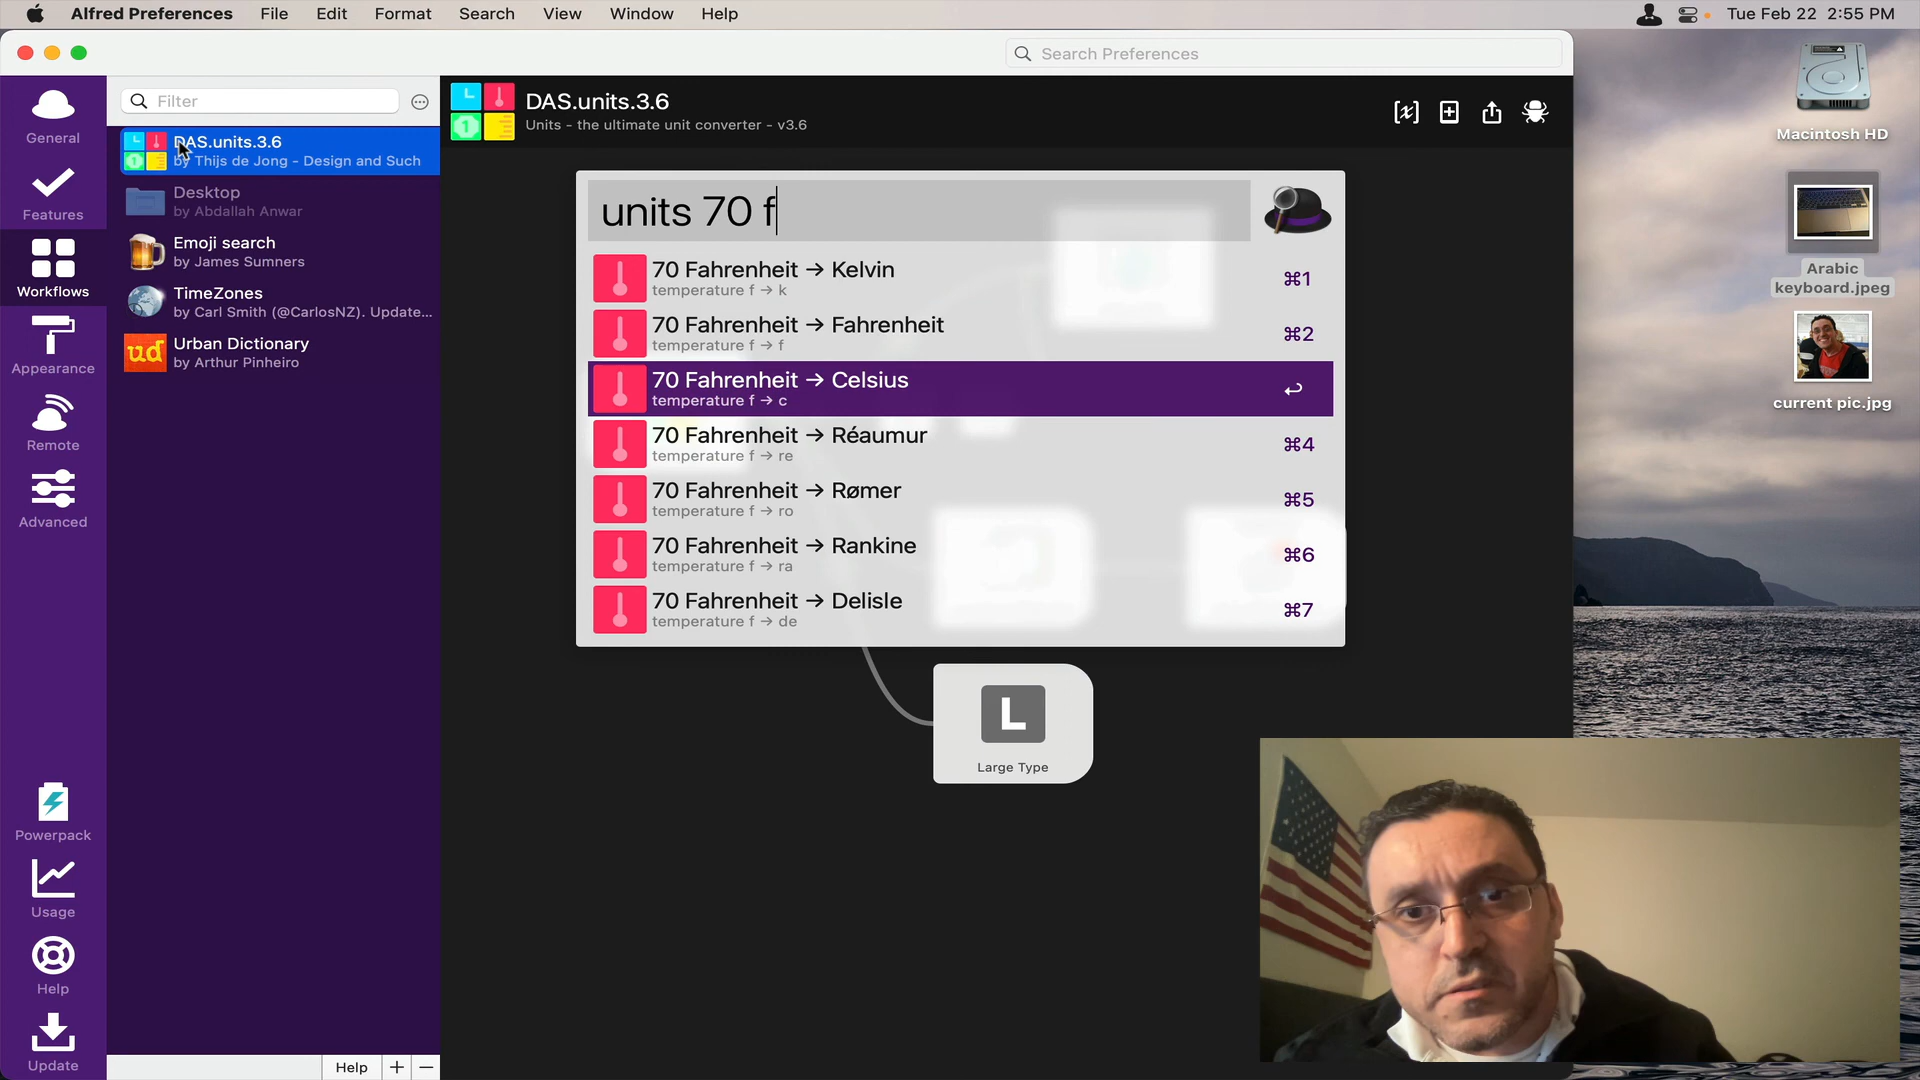 Alfred Preferences File Edit Format Search View Window Help
Tue Feb 22 2:55 PM
Search Preferences
General
Features
Workflows
Appearance
Remote
Advanced
Powerpack
Usage
Help
Update
Filter
DAS.units.3.6
by Thijs de Jong - Design and Such
Desktop
by Abdallah Anwar
Emoji search
by James Sumners
TimeZones
by Carl Smith (@CarlosNZ). Update...
ud
Urban Dictionary
by Arthur Pinheiro
Help + −
DAS.units.3.6
Units - the ultimate unit converter - v3.6
units 70 f
70 Fahrenheit → Kelvin
temperature f → k
⌘1
70 Fahrenheit → Fahrenheit
temperature f → f
⌘2
70 Fahrenheit → Celsius
temperature f → c
↩
70 Fahrenheit → Réaumur
temperature f → re
⌘4
70 Fahrenheit → Rømer
temperature f → ro
⌘5
70 Fahrenheit → Rankine
temperature f → ra
⌘6
70 Fahrenheit → Delisle
temperature f → de
⌘7
L
Large Type
Macintosh HD
Arabic
keyboard.jpeg
current pic.jpg